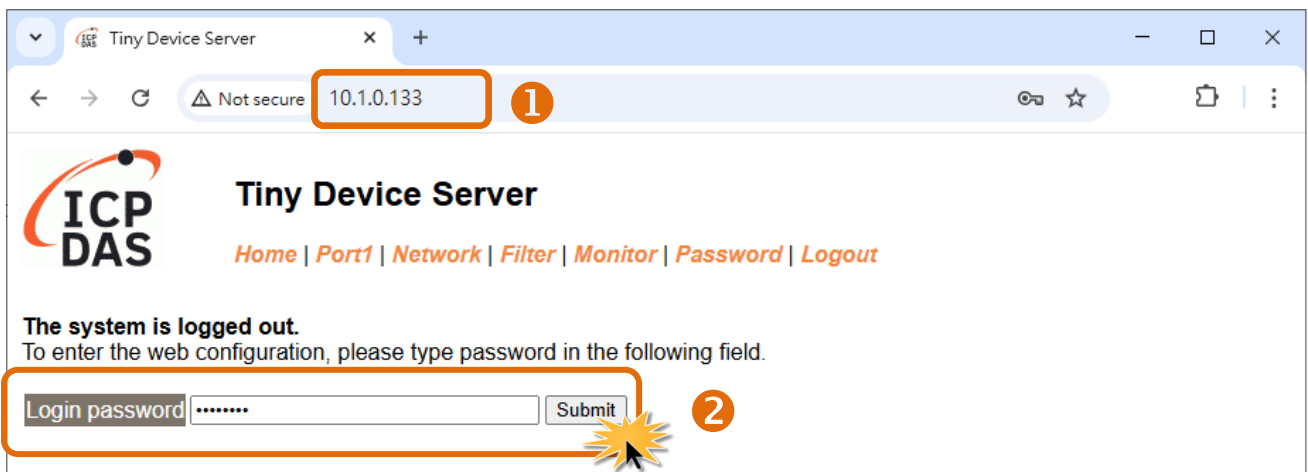 Tiny Device Server
Not secure 10.1.0.133
1
ICP
DAS
Tiny Device Server
Home | Port1 | Network | Filter | Monitor | Password | Logout
The system is logged out.
To enter the web configuration, please type password in the following field.
Login password •••••••• Submit
2